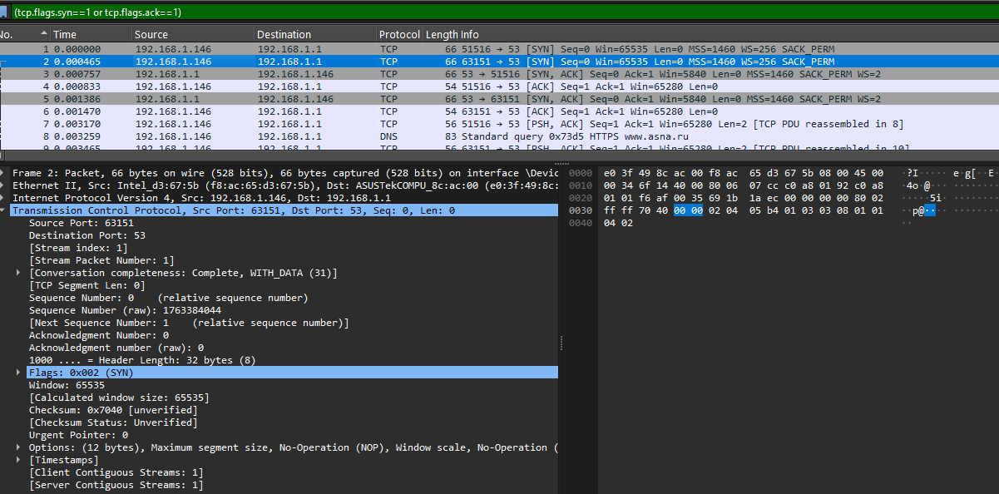 (tcp.flags.syn==1 or tcp.flags.ack==1)
No. Time Source Destination Protocol Length Info
1 0.000000 192.168.1.146 192.168.1.1 TCP 66 51516 → 53 [SYN] Seq=0 Win=65535 Len=0 MSS=1460 WS=256 SACK_PERM
2 0.000465 192.168.1.146 192.168.1.1 TCP 66 63151 → 53 [SYN] Seq=0 Win=65535 Len=0 MSS=1460 WS=256 SACK_PERM
3 0.000757 192.168.1.1 192.168.1.146 TCP 66 53 → 51516 [SYN, ACK] Seq=0 Ack=1 Win=5840 Len=0 MSS=1460 SACK_PERM WS=2
4 0.000833 192.168.1.146 192.168.1.1 TCP 54 51516 → 53 [ACK] Seq=1 Ack=1 Win=65280 Len=0
5 0.001386 192.168.1.1 192.168.1.146 TCP 66 53 → 63151 [SYN, ACK] Seq=0 Ack=1 Win=5840 Len=0 MSS=1460 SACK_PERM WS=2
6 0.001470 192.168.1.146 192.168.1.1 TCP 54 63151 → 53 [ACK] Seq=1 Ack=1 Win=65280 Len=0
7 0.003170 192.168.1.146 192.168.1.1 TCP 56 51516 → 53 [PSH, ACK] Seq=1 Ack=1 Win=65280 Len=2 [TCP PDU reassembled in 8]
8 0.003259 192.168.1.146 192.168.1.1 DNS 83 Standard query 0x73d5 HTTPS www.asna.ru
9 0.003465 192.168.1.146 192.168.1.1 TCP 56 63151 → 53 [PSH, ACK] Seq=1 Ack=1 Win=65280 Len=2 [TCP PDU reassembled in 10]
Frame 2: Packet, 66 bytes on wire (528 bits), 66 bytes captured (528 bits) on interface \Devic
Ethernet II, Src: Intel_d3:67:5b (f8:ac:65:d3:67:5b), Dst: ASUSTekCOMPU_8c:ac:00 (e0:3f:49:8c:
Internet Protocol Version 4, Src: 192.168.1.146, Dst: 192.168.1.1
Transmission Control Protocol, Src Port: 63151, Dst Port: 53, Seq: 0, Len: 0
Source Port: 63151
Destination Port: 53
[Stream index: 1]
[Stream Packet Number: 1]
[Conversation completeness: Complete, WITH_DATA (31)]
[TCP Segment Len: 0]
Sequence Number: 0 (relative sequence number)
Sequence Number (raw): 1763384044
[Next Sequence Number: 1 (relative sequence number)]
Acknowledgment Number: 0
Acknowledgment number (raw): 0
1000 .... = Header Length: 32 bytes (8)
Flags: 0x002 (SYN)
Window: 65535
[Calculated window size: 65535]
Checksum: 0x7040 [unverified]
[Checksum Status: Unverified]
Urgent Pointer: 0
Options: (12 bytes), Maximum segment size, No-Operation (NOP), Window scale, No-Operation (
[Timestamps]
[Client Contiguous Streams: 1]
[Server Contiguous Streams: 1]
0000 e0 3f 49 8c ac 00 f8 ac 65 d3 67 5b 08 00 45 00 ·?I····· e·g[··E·
0010 00 34 6f 14 40 00 80 06 07 cc c0 a8 01 92 c0 a8 ·4o·@··· ········
0020 01 01 f6 af 00 35 69 1b 1a ec 00 00 00 00 80 02 ·····5i· ········
0030 ff ff 70 40 00 00 02 04 05 b4 01 03 03 08 01 01 ··p@···· ········
0040 04 02 ··